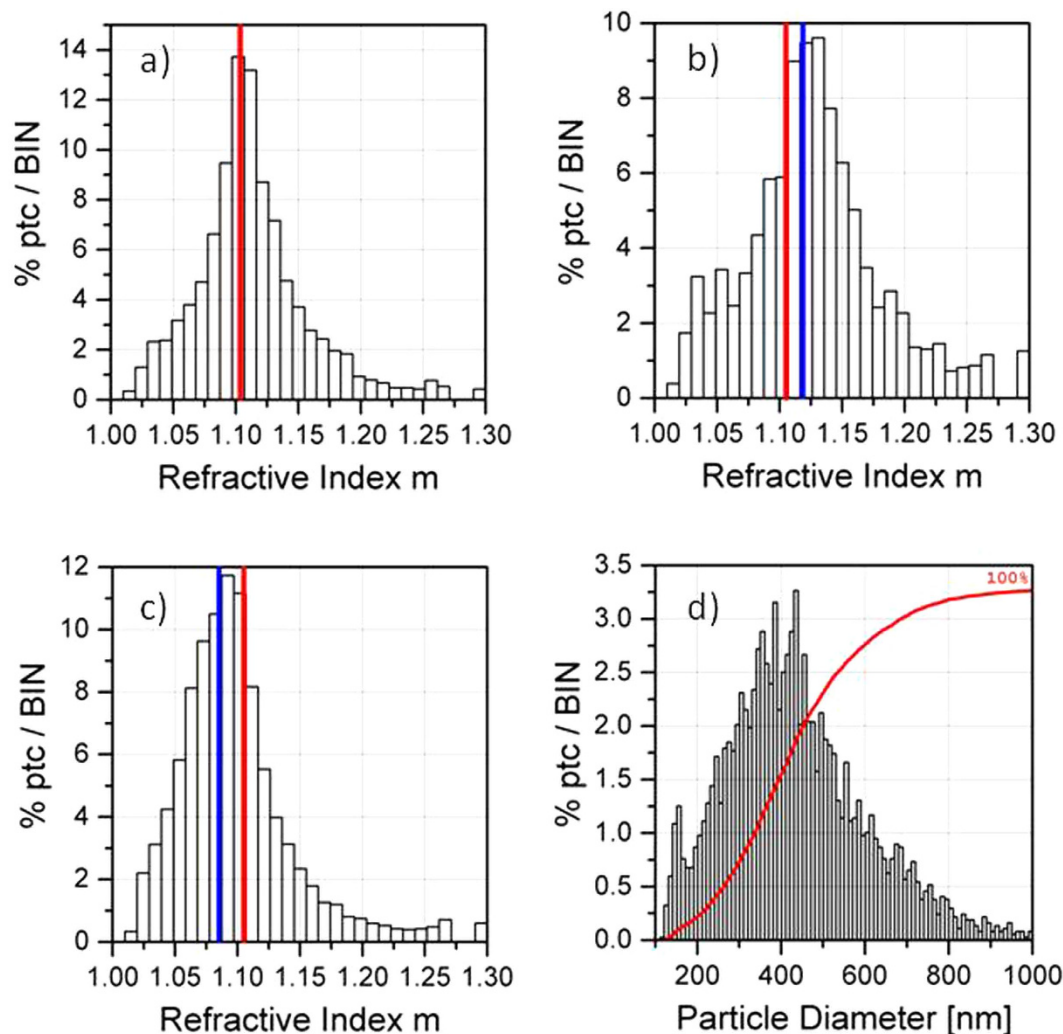 a)
14
12
10
8
6
4
2
0
% ptc / BIN
1.00 1.05 1.10 1.15 1.20 1.25 1.30
Refractive Index m
b)
10
8
6
4
2
0
% ptc / BIN
1.00 1.05 1.10 1.15 1.20 1.25 1.30
Refractive Index m
c)
12
10
8
6
4
2
0
% ptc / BIN
1.00 1.05 1.10 1.15 1.20 1.25 1.30
Refractive Index m
d)
100%
3.5
3.0
2.5
2.0
1.5
1.0
0.5
0.0
% ptc / BIN
200 400 600 800 1000
Particle Diameter [nm]